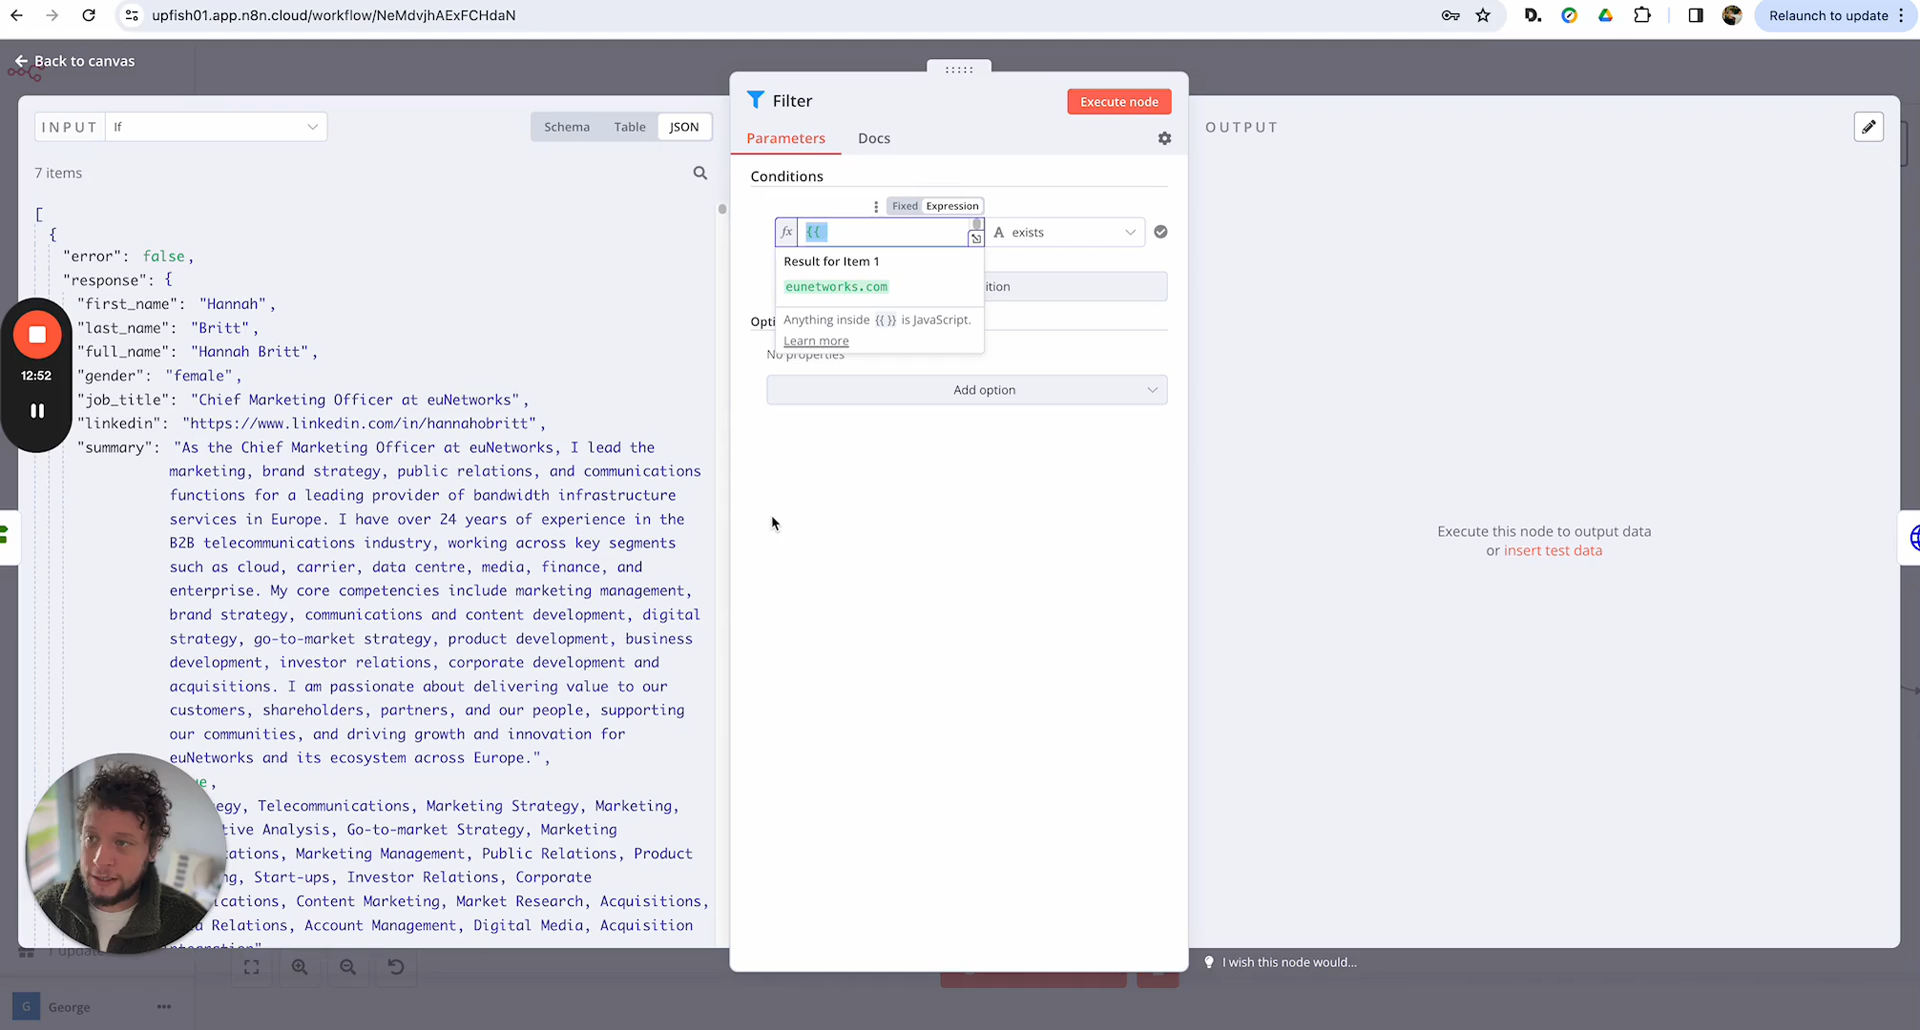 upfish01.app.n8n.cloud/workflow/NeMdvjhAExFCHdaN
D.
Relaunch to update
Back to canvas
INPUT
If
Schema
Table
JSON
7 items
[
{
"error": false,
"response": {
"first_name": "Hannah",
"last_name": "Britt",
"full_name": "Hannah Britt",
"gender": "female",
"job_title": "Chief Marketing Officer at euNetworks",
"linkedin": "https://www.linkedin.com/in/hannahobritt",
"summary": "As the Chief Marketing Officer at euNetworks, I lead the
marketing, brand strategy, public relations, and communications
functions for a leading provider of bandwidth infrastructure
services in Europe. I have over 24 years of experience in the
B2B telecommunications industry, working across key segments
such as cloud, carrier, data centre, media, finance, and
enterprise. My core competencies include marketing management,
brand strategy, communications and content development, digital
strategy, go-to-market strategy, product development, business
development, investor relations, corporate development and
acquisitions. I am passionate about delivering value to our
customers, shareholders, partners, and our people, supporting
our communities, and driving growth and innovation for
euNetworks and its ecosystem across Europe.",
Telecommunications, Marketing Strategy, Marketing,
Analysis, Go-to-market Strategy, Marketing
Marketing Management, Public Relations, Product
Start-ups, Investor Relations, Corporate
Content Marketing, Market Research, Acquisitions,
Relations, Account Management, Digital Media, Acquisition
12:52
G
George
Filter
Execute node
Parameters
Docs
Conditions
Fixed
Expression
fx
{{
A
exists
Result for Item 1
eunetworks.com
Anything inside {{ }} is JavaScript.
Learn more
No properties
Add option
OUTPUT
Execute this node to output data
or insert test data
I wish this node would...